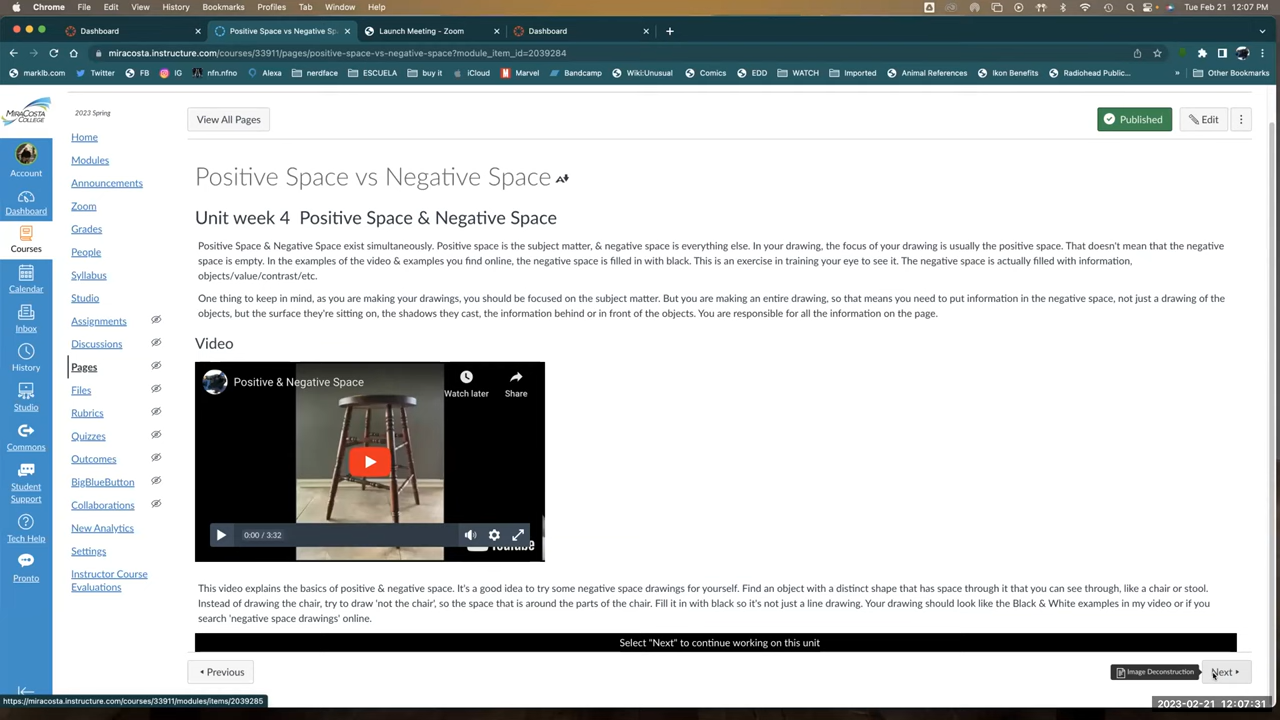 Chrome File Edit View History Bookmarks Profiles Tab Window Help Tue Feb 21 12:07 PM
Dashboard Positive Space vs Negative Sp Launch Meeting - Zoom Dashboard
miracosta.instructure.com/courses/33911/pages/positive-space-vs-negative-space?module_item_id=2039284
marklb.com Twitter FB IG nfn.nfno Alexa nerdface ESCUELA buy it iCloud Marvel Bandcamp Wiki:Unusual Comics EDD WATCH Imported Animal References Ikon Benefits Radiohead Public... » Other Bookmarks
MIRACOSTA COLLEGE
Account
Dashboard
Courses
Calendar
Inbox
History
Studio
Commons
Student Support
Tech Help
Pronto
2023 Spring
Home
Modules
Announcements
Zoom
Grades
People
Syllabus
Studio
Assignments
Discussions
Pages
Files
Rubrics
Quizzes
Outcomes
BigBlueButton
Collaborations
New Analytics
Settings
Instructor Course
Evaluations
View All Pages Published Edit
Positive Space vs Negative Space
Unit week 4 Positive Space & Negative Space
Positive Space & Negative Space exist simultaneously. Positive space is the subject matter, & negative space is everything else. In your drawing, the focus of your drawing is usually the positive space. That doesn't mean that the negative
space is empty. In the examples of the video & examples you find online, the negative space is filled in with black. This is an exercise in training your eye to see it. The negative space is actually filled with information,
objects/value/contrast/etc.
One thing to keep in mind, as you are making your drawings, you should be focused on the subject matter. But you are making an entire drawing, so that means you need to put information in the negative space, not just a drawing of the
objects, but the surface they're sitting on, the shadows they cast, the information behind or in front of the objects. You are responsible for all the information on the page.
Video
Positive & Negative Space Watch later Share
0:00 / 3:32
YouTube
This video explains the basics of positive & negative space. It's a good idea to try some negative space drawings for yourself. Find an object with a distinct shape that has space through it that you can see through, like a chair or stool.
Instead of drawing the chair, try to draw 'not the chair', so the space that is around the parts of the chair. Fill it in with black so it's not just a line drawing. Your drawing should look like the Black & White examples in my video or if you
search 'negative space drawings' online.
Select "Next" to continue working on this unit
Previous Image Deconstruction Next
https://miracosta.instructure.com/courses/33911/modules/items/2039285
2023-02-21 12:07:31